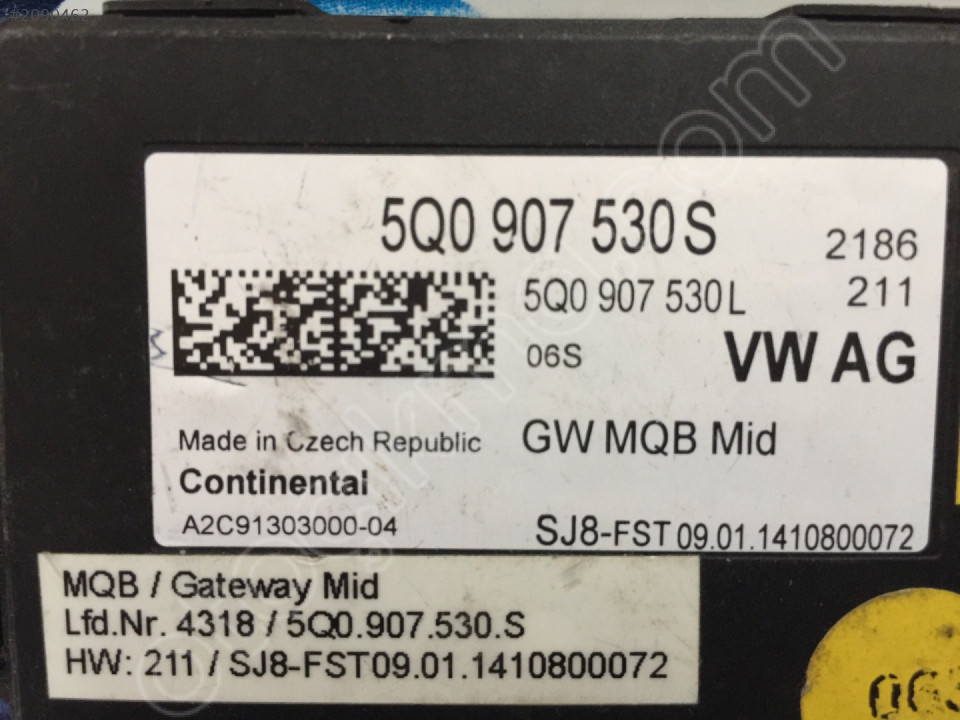 5Q0 907 530 S
2186
5Q0 907 530 L
211
06S
VW AG
Made in Czech Republic
GW MQB Mid
Continental
A2C91303000-04
SJ8-FST 09.01.1410800072
MQB / Gateway Mid
Lfd.Nr. 4318 / 5Q0.907.530.S
HW: 211 / SJ8-FST09.01.1410800072